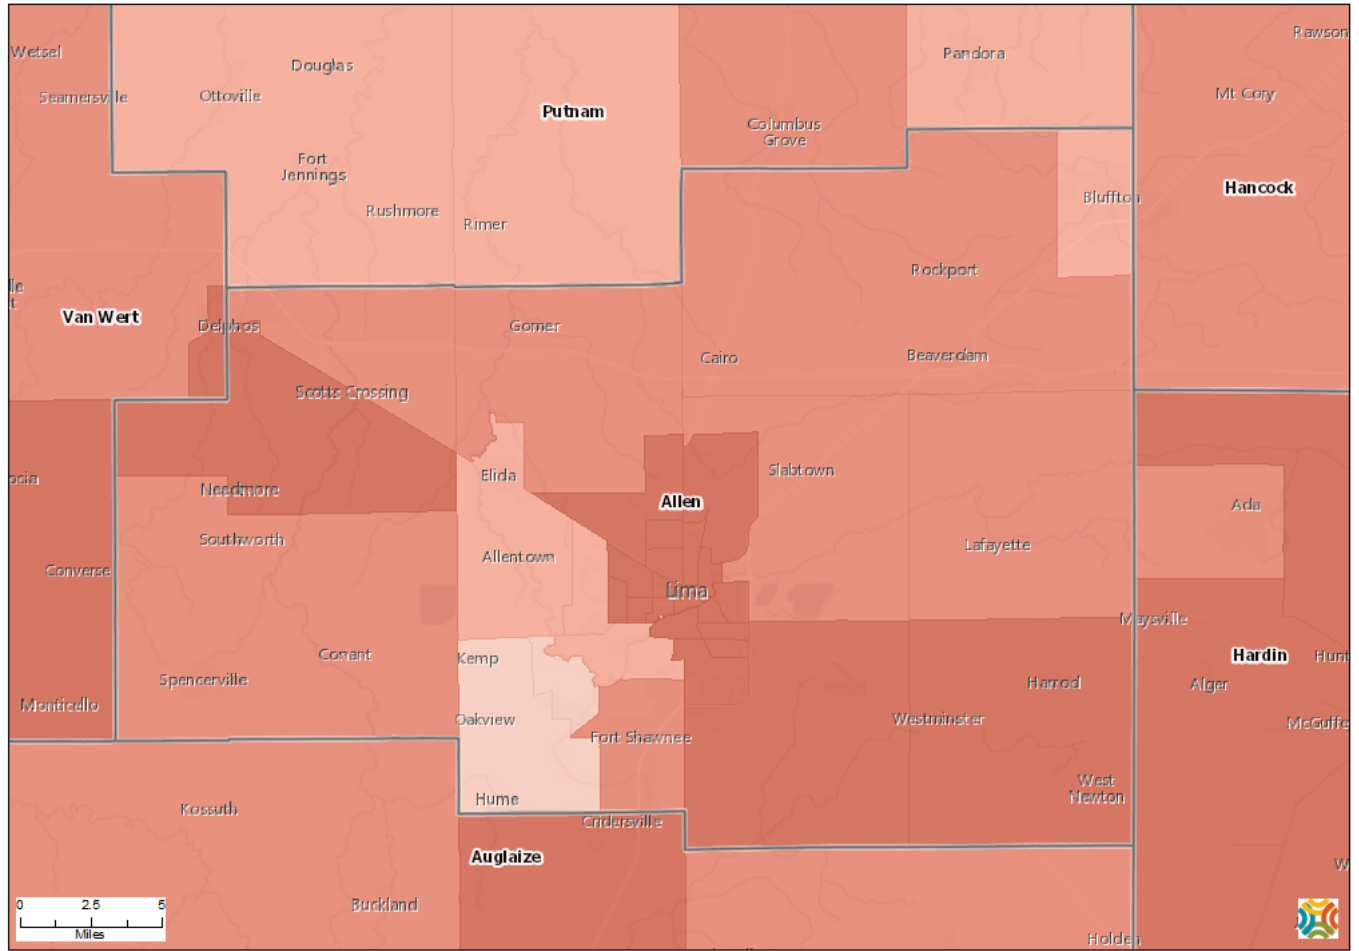 Wetsel
Seamersville
Douglas
Ottoville
Putnam
Pandora
Rawson
Mt Cory
Columbus
Grove
Fort
Jennings
Rushmore
Rimer
Bluffton
Hancock
Rockport
Van Wert
Delphos
Gomer
Cairo
Beaverdam
Scotts Crossing
Elida
Slabtown
Needmore
Allen
Ada
Southworth
Allentown
Lafayette
Converse
Lima
Maysville
Conant
Kemp
Hardin
Hunt
Spencerville
Harrod
Alger
Monticello
Oakview
Westminster
McGuffe
Fort Shawnee
West
Newton
Hume
Kossuth
Cridersville
Auglaize
Buckland
Holden
0 2.5 5
Miles